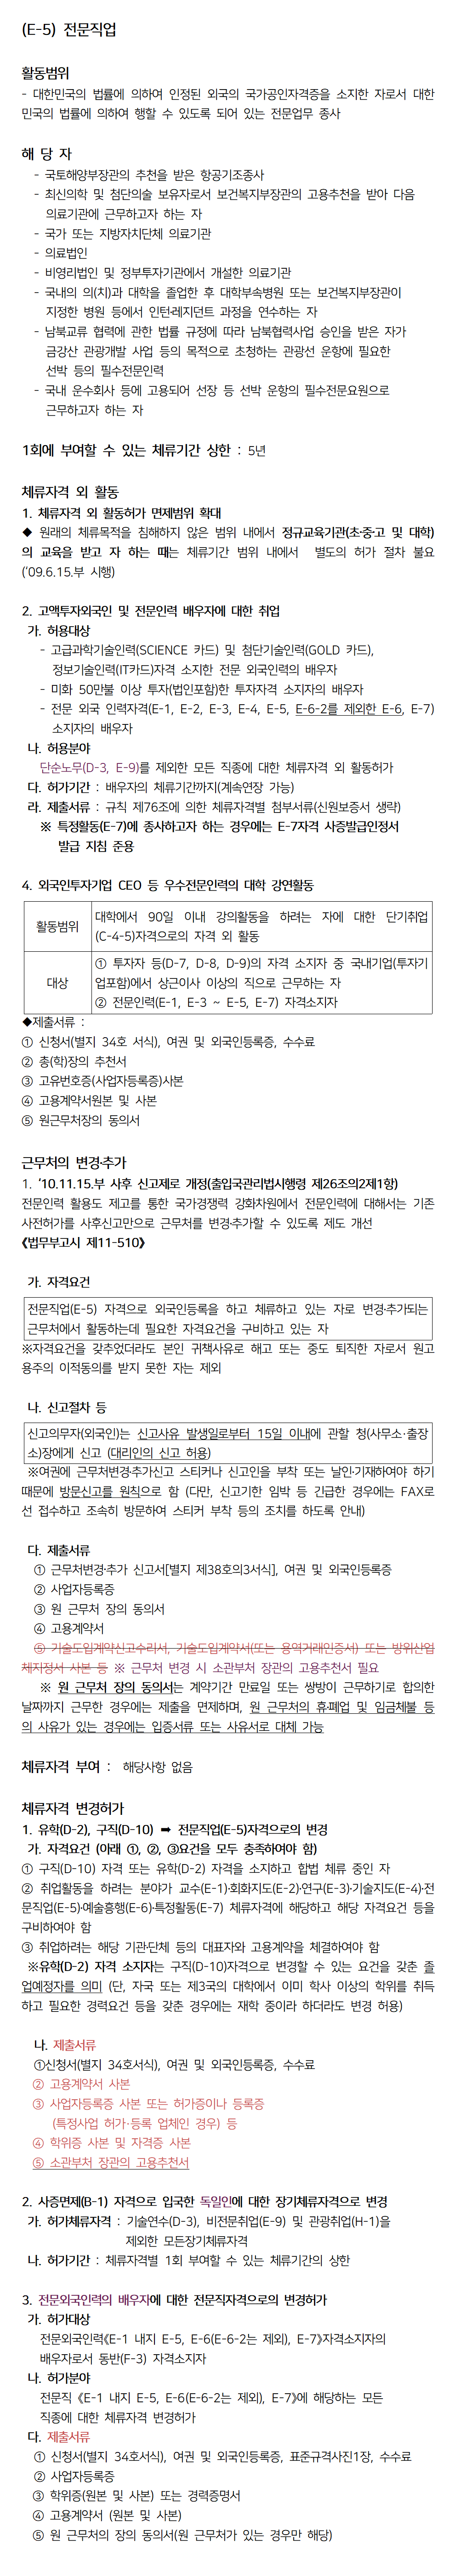 (E-5) 전문직업
활동범위
- 대한민국의 법률에 의하여 인정된 외국의 국가공인자격증을 소지한 자로서 대한
민국의 법률에 의하여 행할 수 있도록 되어 있는 전문업무 종사
해 당 자
- 국토해양부장관의 추천을 받은 항공기조종사
- 최신의학 및 첨단의술 보유자로서 보건복지부장관의 고용추천을 받아 다음
의료기관에 근무하고자 하는 자
- 국가 또는 지방자치단체 의료기관
- 의료법인
- 비영리법인 및 정부투자기관에서 개설한 의료기관
- 국내의 의(치)과 대학을 졸업한 후 대학부속병원 또는 보건복지부장관이
지정한 병원 등에서 인턴·레지던트 과정을 연수하는 자
- 남북교류 협력에 관한 법률 규정에 따라 남북협력사업 승인을 받은 자가
금강산 관광개발 사업 등의 목적으로 초청하는 관광선 운항에 필요한
선박 등의 필수전문인력
- 국내 운수회사 등에 고용되어 선장 등 선박 운항의 필수전문요원으로
근무하고자 하는 자
1회에 부여할 수 있는 체류기간 상한 : 5년
체류자격 외 활동
1. 체류자격 외 활동허가 면제범위 확대
◆ 원래의 체류목적을 침해하지 않은 범위 내에서 정규교육기관(초·중·고 및 대학)
의 교육을 받고 자 하는 때는 체류기간 범위 내에서 별도의 허가 절차 불요
('09.6.15.부 시행)
2. 고액투자외국인 및 전문인력 배우자에 대한 취업
가. 허용대상
- 고급과학기술인력(SCIENCE 카드) 및 첨단기술인력(GOLD 카드),
정보기술인력(IT카드)자격 소지한 전문 외국인력의 배우자
- 미화 50만불 이상 투자(법인포함)한 투자자격 소지자의 배우자
- 전문 외국 인력자격(E-1, E-2, E-3, E-4, E-5, E-6-2를 제외한 E-6, E-7)
소지자의 배우자
나. 허용분야
단순노무(D-3, E-9)를 제외한 모든 직종에 대한 체류자격 외 활동허가
다. 허가기간 : 배우자의 체류기간까지(계속연장 가능)
라. 제출서류 : 규칙 제76조에 의한 체류자격별 첨부서류(신원보증서 생략)
※ 특정활동(E-7)에 종사하고자 하는 경우에는 E-7자격 사증발급인정서
발급 지침 준용
4. 외국인투자기업 CEO 등 우수전문인력의 대학 강연활동
활동범위
대학에서 90일 이내 강의활동을 하려는 자에 대한 단기취업
(C-4-5)자격으로의 자격 외 활동
대상
① 투자자 등(D-7, D-8, D-9)의 자격 소지자 중 국내기업(투자기
업포함)에서 상근이사 이상의 직으로 근무하는 자
② 전문인력(E-1, E-3 ~ E-5, E-7) 자격소지자
◆제출서류 :
① 신청서(별지 34호 서식), 여권 및 외국인등록증, 수수료
② 총(학)장의 추천서
③ 고유번호증(사업자등록증)사본
④ 고용계약서원본 및 사본
⑤ 원근무처장의 동의서
근무처의 변경·추가
1. '10.11.15.부 사후 신고제로 개정(출입국관리법시행령 제26조의2제1항)
전문인력 활용도 제고를 통한 국가경쟁력 강화차원에서 전문인력에 대해서는 기존
사전허가를 사후신고만으로 근무처를 변경·추가할 수 있도록 제도 개선
《법무부고시 제11-510》
가. 자격요건
전문직업(E-5) 자격으로 외국인등록을 하고 체류하고 있는 자로 변경·추가되는
근무처에서 활동하는데 필요한 자격요건을 구비하고 있는 자
※자격요건을 갖추었더라도 본인 귀책사유로 해고 또는 중도 퇴직한 자로서 원고
용주의 이적동의를 받지 못한 자는 제외
나. 신고절차 등
신고의무자(외국인)는 신고사유 발생일로부터 15일 이내에 관할 청(사무소·출장
소)장에게 신고 (대리인의 신고 허용)
※여권에 근무처변경·추가신고 스티커나 신고인을 부착 또는 날인·기재하여야 하기
때문에 방문신고를 원칙으로 함 (다만, 신고기한 임박 등 긴급한 경우에는 FAX로
선 접수하고 조속히 방문하여 스티커 부착 등의 조치를 하도록 안내)
다. 제출서류
① 근무처변경·추가 신고서[별지 제38호의3서식], 여권 및 외국인등록증
② 사업자등록증
③ 원 근무처 장의 동의서
④ 고용계약서
⑤ 기술도입계약신고수리서, 기술도입계약서(또는 용역거래인증서) 또는 방위산업
체지정서 사본 등 ※ 근무처 변경 시 소관부처 장관의 고용추천서 필요
※ 원 근무처 장의 동의서는 계약기간 만료일 또는 쌍방이 근무하기로 합의한
날짜까지 근무한 경우에는 제출을 면제하며, 원 근무처의 휴·폐업 및 임금체불 등
의 사유가 있는 경우에는 입증서류 또는 사유서로 대체 가능
체류자격 부여 : 해당사항 없음
체류자격 변경허가
1. 유학(D-2), 구직(D-10) ➡ 전문직업(E-5)자격으로의 변경
가. 자격요건 (아래 ①, ②, ③요건을 모두 충족하여야 함)
① 구직(D-10) 자격 또는 유학(D-2) 자격을 소지하고 합법 체류 중인 자
② 취업활동을 하려는 분야가 교수(E-1)·회화지도(E-2)·연구(E-3)·기술지도(E-4)·전
문직업(E-5)·예술흥행(E-6)·특정활동(E-7) 체류자격에 해당하고 해당 자격요건 등을
구비하여야 함
③ 취업하려는 해당 기관·단체 등의 대표자와 고용계약을 체결하여야 함
※유학(D-2) 자격 소지자는 구직(D-10)자격으로 변경할 수 있는 요건을 갖춘 졸
업예정자를 의미 (단, 자국 또는 제3국의 대학에서 이미 학사 이상의 학위를 취득
하고 필요한 경력요건 등을 갖춘 경우에는 재학 중이라 하더라도 변경 허용)
나. 제출서류
①신청서(별지 34호서식), 여권 및 외국인등록증, 수수료
② 고용계약서 사본
③ 사업자등록증 사본 또는 허가증이나 등록증
(특정사업 허가·등록 업체인 경우) 등
④ 학위증 사본 및 자격증 사본
⑤ 소관부처 장관의 고용추천서
2. 사증면제(B-1) 자격으로 입국한 독일인에 대한 장기체류자격으로 변경
가. 허가체류자격 : 기술연수(D-3), 비전문취업(E-9) 및 관광취업(H-1)을
제외한 모든장기체류자격
나. 허가기간 : 체류자격별 1회 부여할 수 있는 체류기간의 상한
3. 전문외국인력의 배우자에 대한 전문직자격으로의 변경허가
가. 허가대상
전문외국인력《E-1 내지 E-5, E-6(E-6-2는 제외), E-7》자격소지자의
배우자로서 동반(F-3) 자격소지자
나. 허가분야
전문직 《E-1 내지 E-5, E-6(E-6-2는 제외), E-7》에 해당하는 모든
직종에 대한 체류자격 변경허가
다. 제출서류
① 신청서(별지 34호서식), 여권 및 외국인등록증, 표준규격사진1장, 수수료
② 사업자등록증
③ 학위증(원본 및 사본) 또는 경력증명서
④ 고용계약서 (원본 및 사본)
⑤ 원 근무처의 장의 동의서(원 근무처가 있는 경우만 해당)